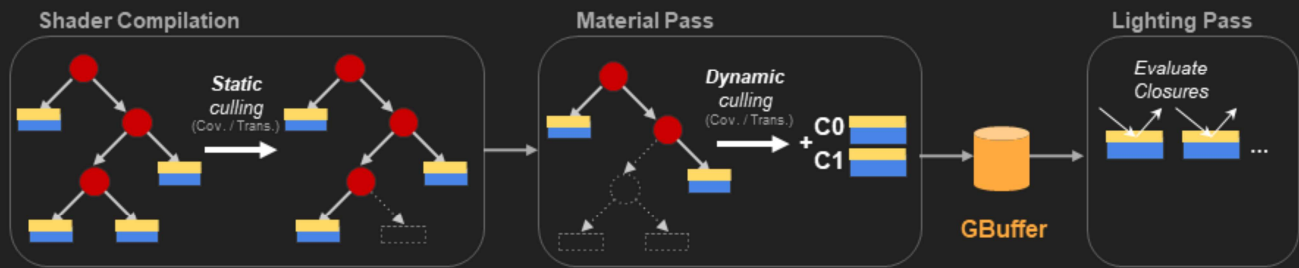 Shader Compilation
Static
culling
(Cov. / Trans.)
Material Pass
Dynamic
culling
(Cov. / Trans.)
+
C0
C1
GBuffer
Lighting Pass
Evaluate
Closures
...